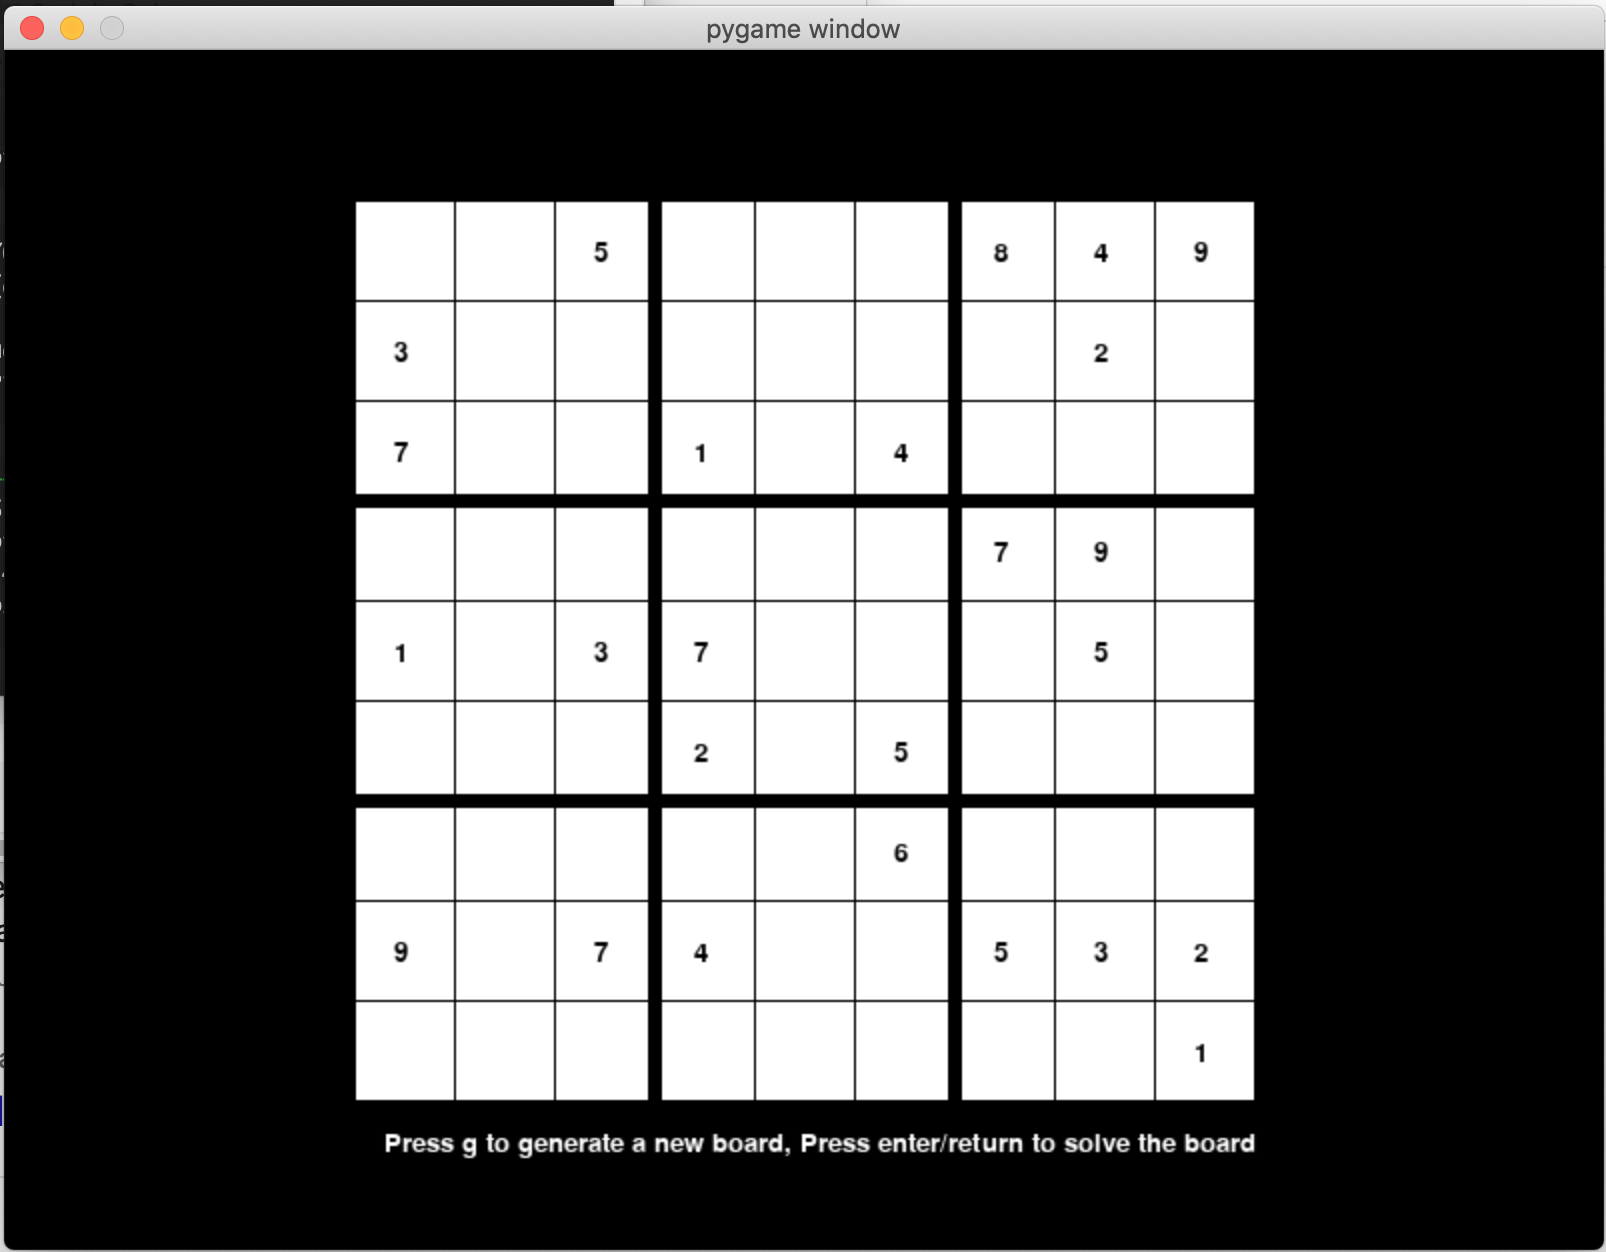 pygame window
5 8 4 9
3 2
7 1 4
7 9
1 3 7 5
2 5
6
9 7 4 5 3 2
1
Press g to generate a new board, Press enter/return to solve the board